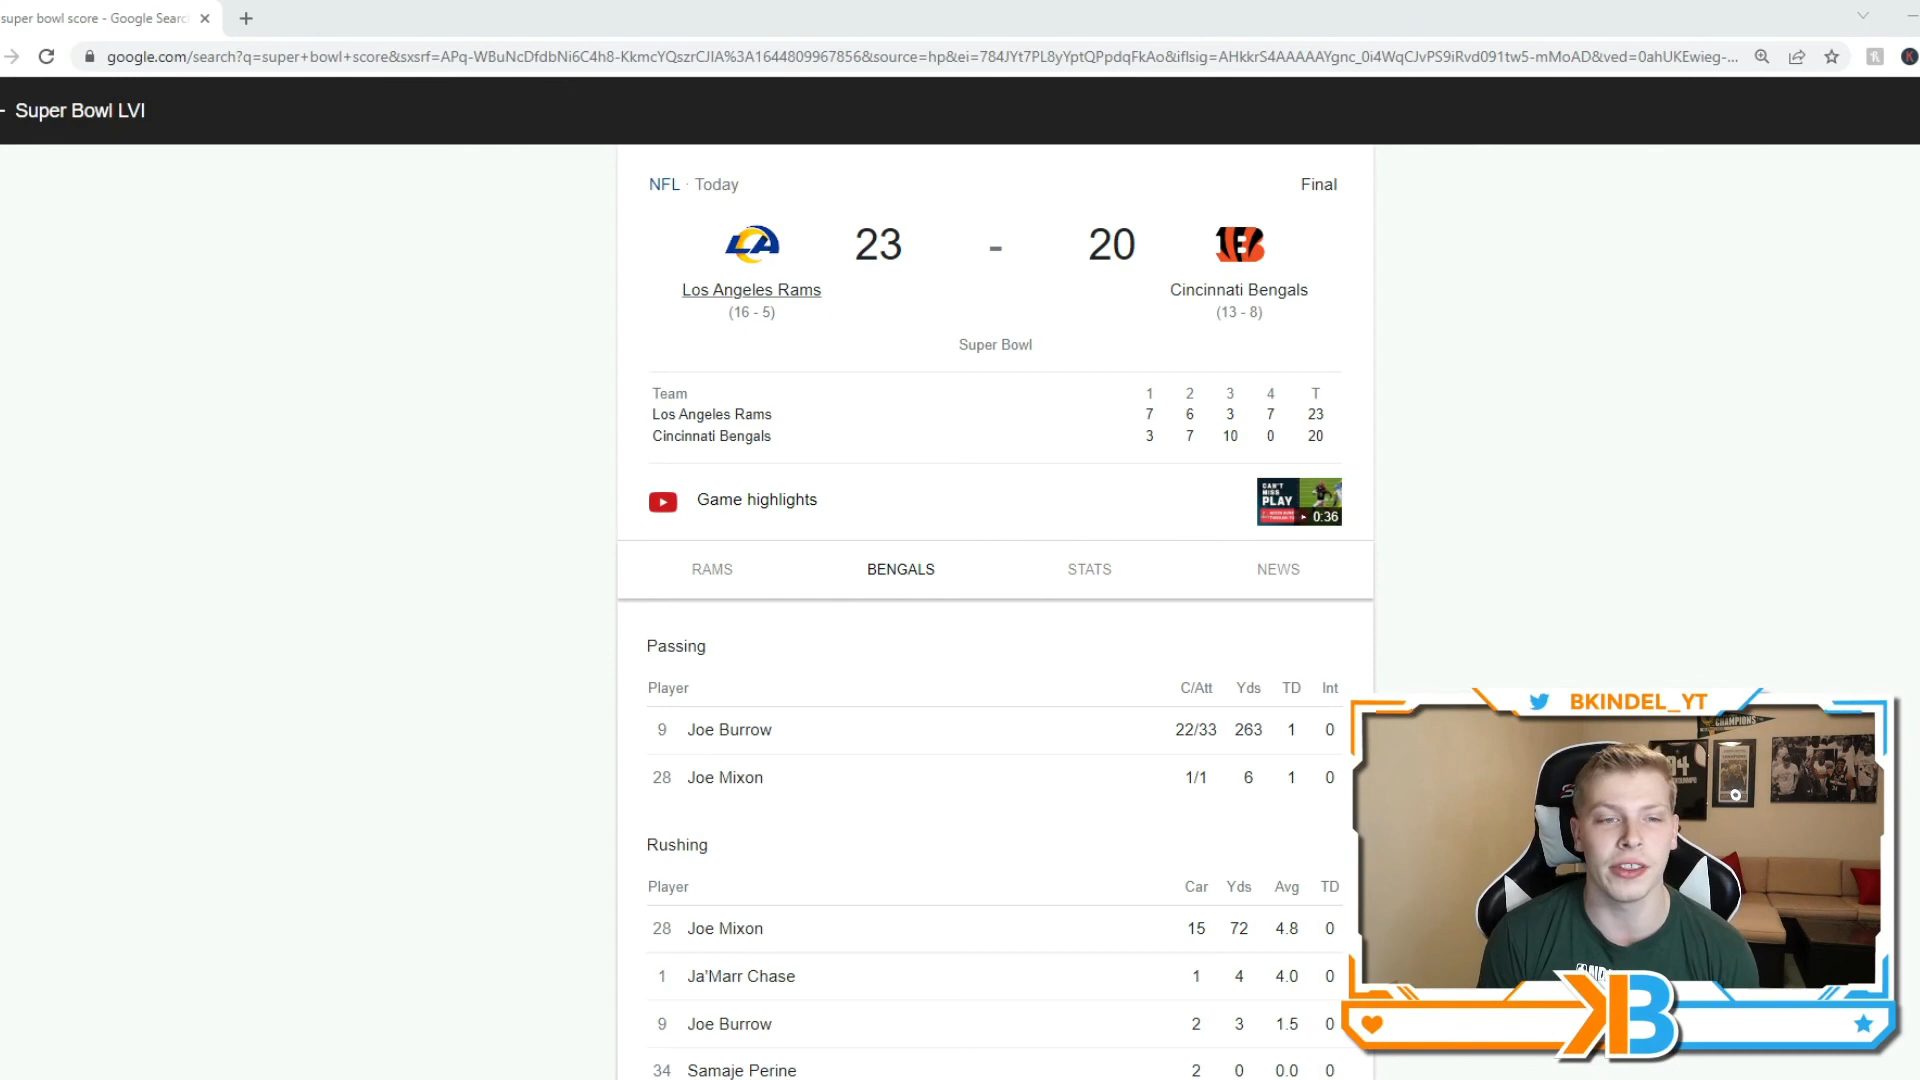 super bowl score - Google Searc
google.com/search?q=super+bowl+score&sxsrf=APq-WBuNcDfdbNi6C4h8-KkmcYQszrCJIA%3A1644809967856&source=hp&ei=784JYt7PL8yYptQPpdqFkAo&iflsig=AHkkrS4AAAAAYgnc_0i4WqCJvPS9iRvd091tw5-mMoAD&ved=0ahUKEwieg-...
Super Bowl LVI
NFL · Today Final
23 - 20
Los Angeles Rams Cincinnati Bengals
(16 - 5) (13 - 8)
Super Bowl
Team 1 2 3 4 T
Los Angeles Rams 7 6 3 7 23
Cincinnati Bengals 3 7 10 0 20
Game highlights
CAN'T
MISS
PLAY
0:36
RAMS BENGALS STATS NEWS
Passing
Player C/Att Yds TD Int
9 Joe Burrow 22/33 263 1 0
28 Joe Mixon 1/1 6 1 0
Rushing
Player Car Yds Avg TD
28 Joe Mixon 15 72 4.8 0
1 Ja'Marr Chase 1 4 4.0 0
9 Joe Burrow 2 3 1.5 0
34 Samaje Perine 2 0 0.0 0
BKINDEL_YT
CHAMPIONS
KB